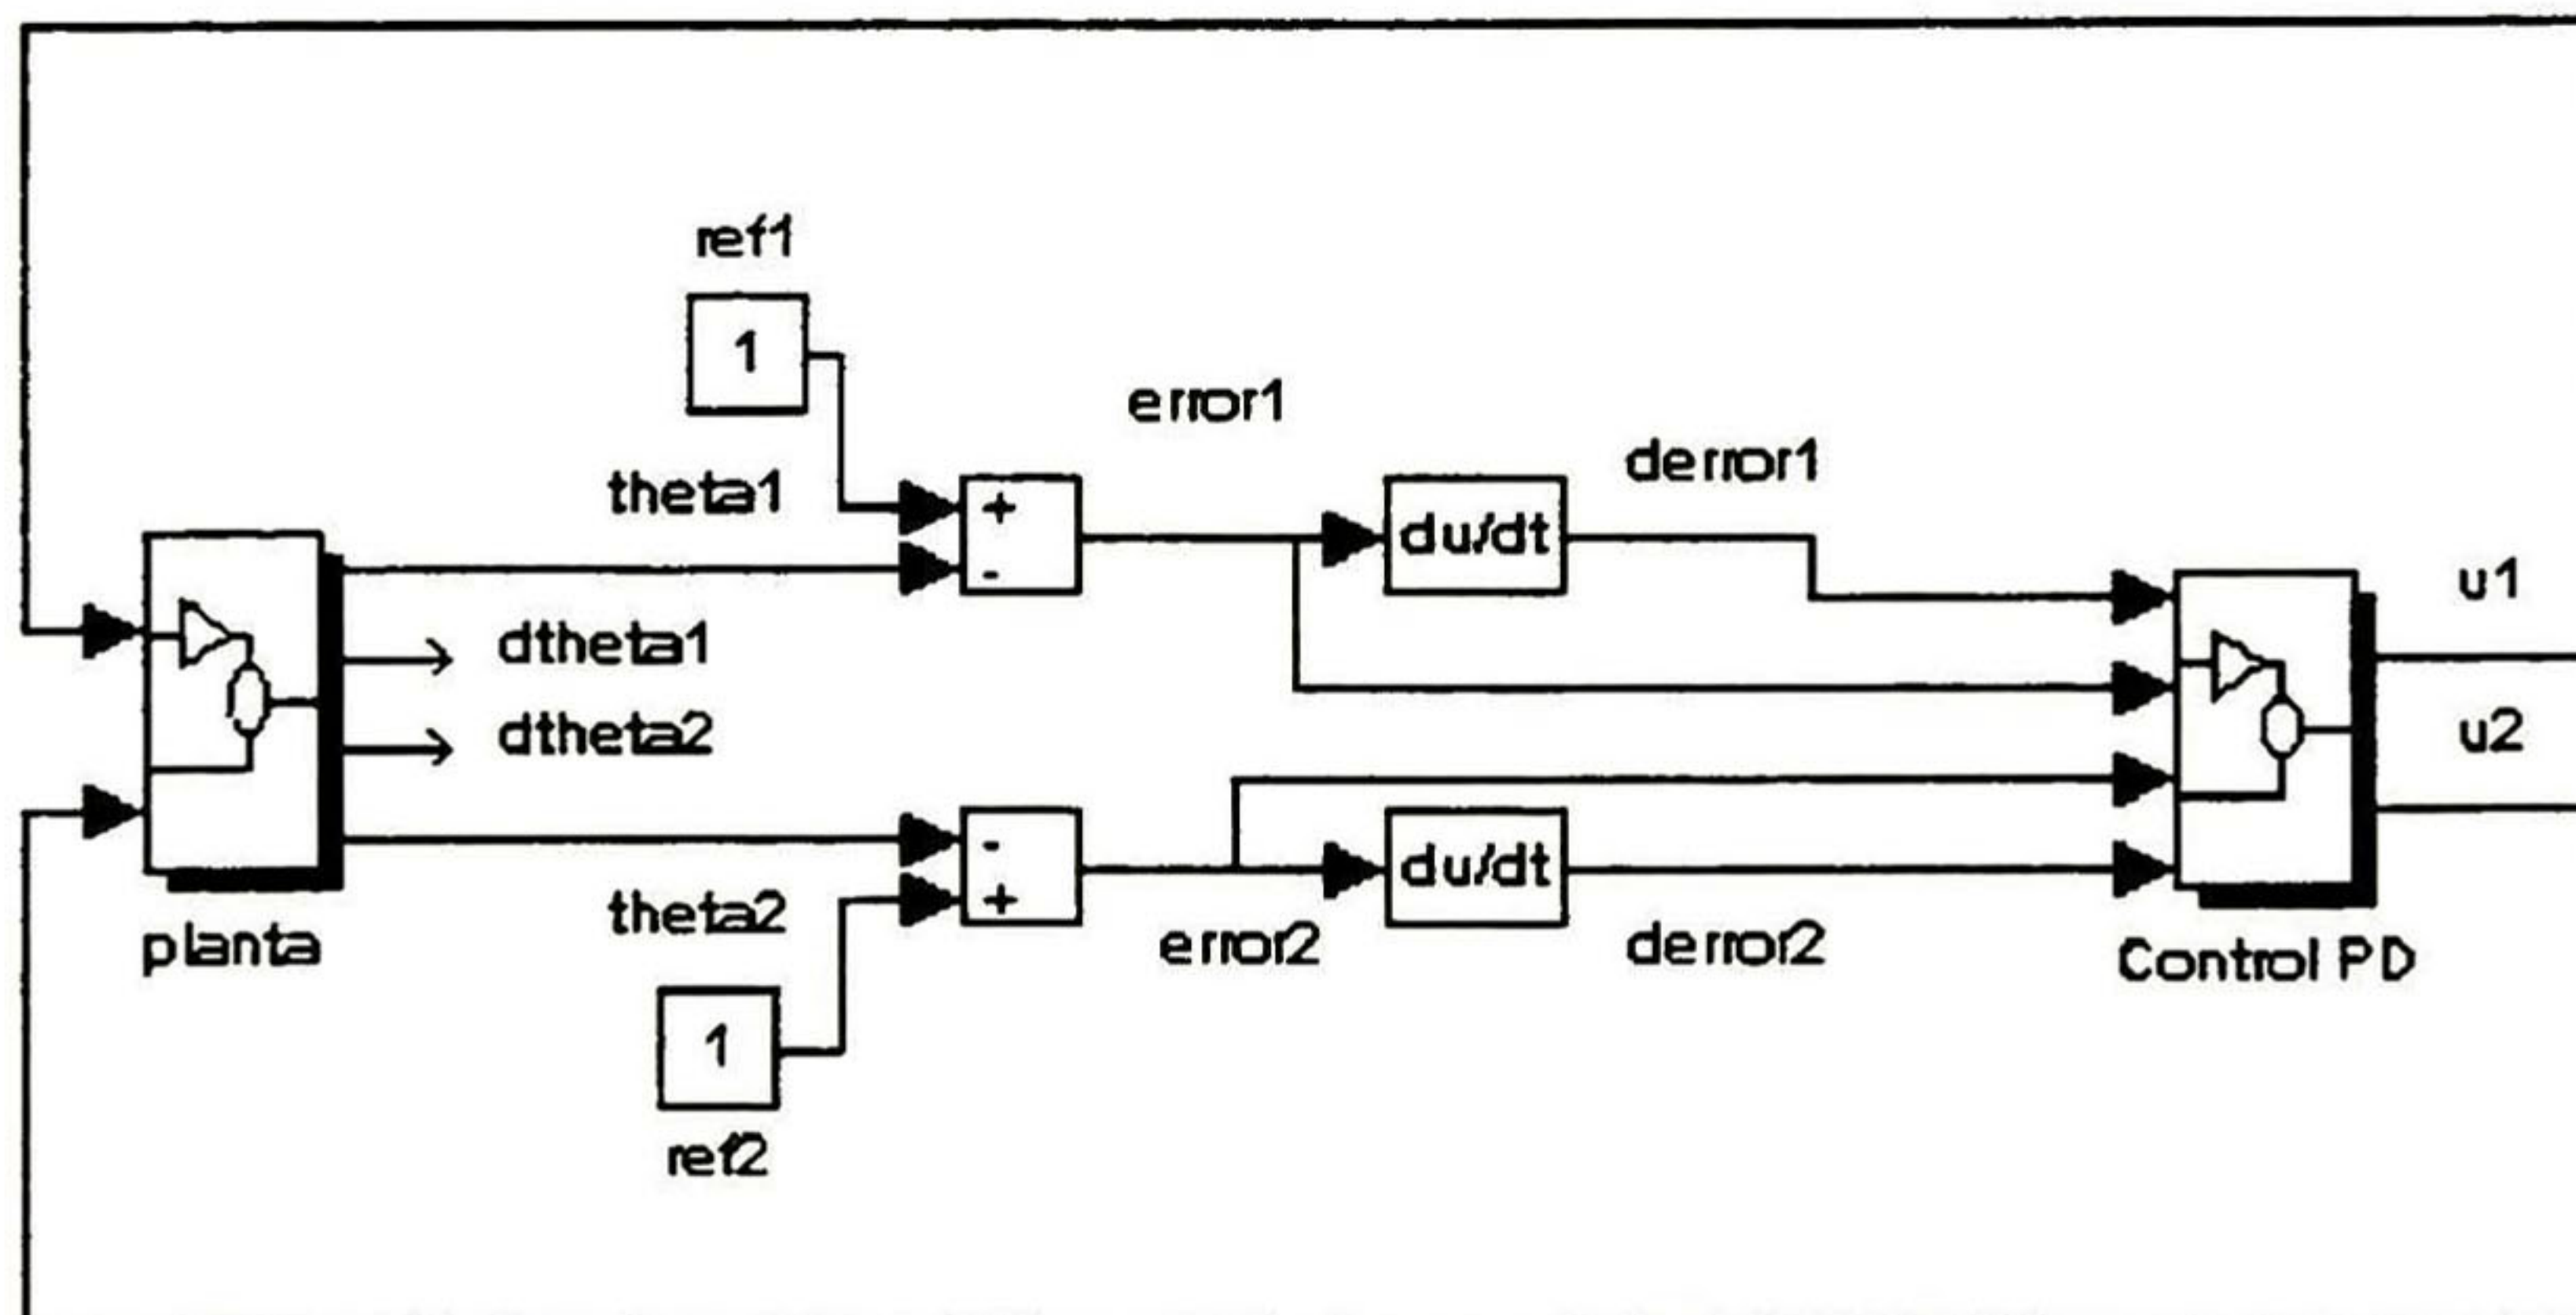 ref1
1
error1
theta1
+
-
du/dt
derror1
u1
dtheta1
dtheta2
u2
-
+
du/dt
theta2
error2
derror2
planta
Control PD
1
ref2